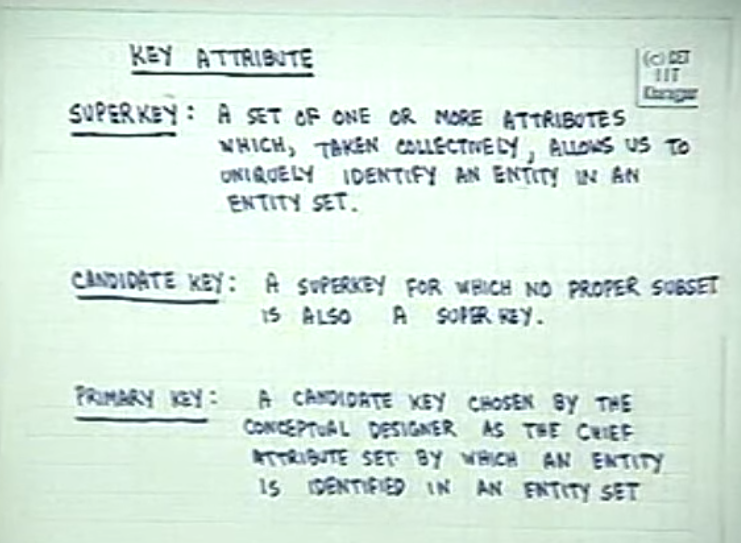 KEY ATTRIBUTE
(c) CET
IIT
Kharagpur
SUPERKEY: A SET OF ONE OR MORE ATTRIBUTES
WHICH, TAKEN COLLECTIVELY, ALLOWS US TO
UNIQUELY IDENTIFY AN ENTITY IN AN
ENTITY SET.
CANDIDATE KEY: A SUPERKEY FOR WHICH NO PROPER SUBSET
IS ALSO A SUPER KEY.
PRIMARY KEY: A CANDIDATE KEY CHOSEN BY THE
CONCEPTUAL DESIGNER AS THE CHIEF
ATTRIBUTE SET BY WHICH AN ENTITY
IS IDENTIFIED IN AN ENTITY SET